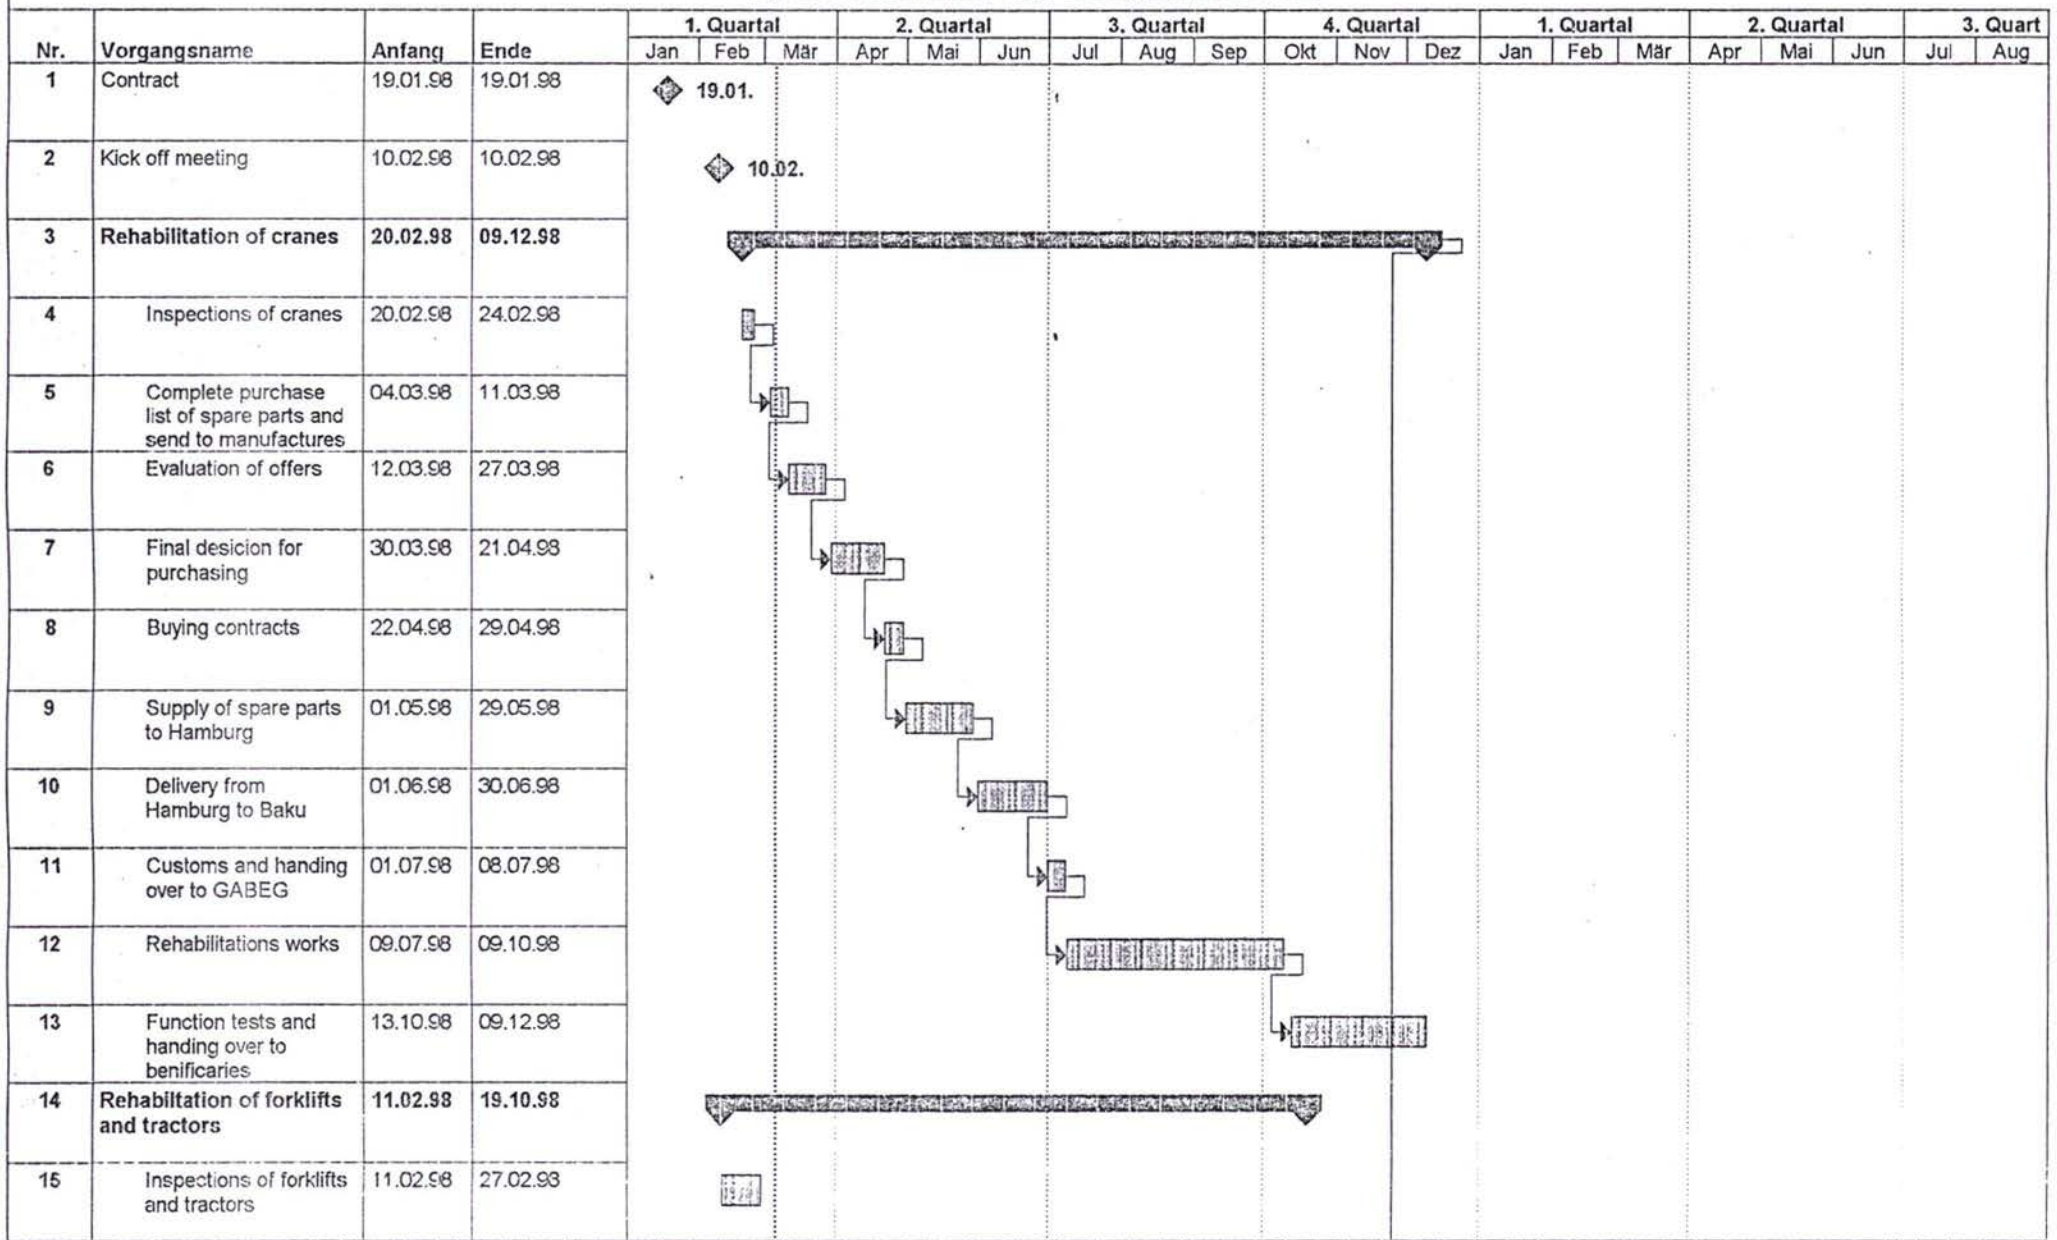 1. Quartal 2. Quartal 3. Quartal 4. Quartal 1. Quartal 2. Quartal 3. Quart
Nr. Vorgangsname Anfang Ende Jan Feb Mär Apr Mai Jun Jul Aug Sep Okt Nov Dez Jan Feb Mär Apr Mai Jun Jul Aug
1 Contract 19.01.98 19.01.98 19.01.
2 Kick off meeting 10.02.98 10.02.98 10.02.
3 Rehabilitation of cranes 20.02.98 09.12.98
4 Inspections of cranes 20.02.98 24.02.98
5 Complete purchase 04.03.98 11.03.98
list of spare parts and
send to manufactures
6 Evaluation of offers 12.03.98 27.03.98
7 Final desicion for 30.03.98 21.04.98
purchasing
8 Buying contracts 22.04.98 29.04.98
9 Supply of spare parts 01.05.98 29.05.98
to Hamburg
10 Delivery from 01.06.98 30.06.98
Hamburg to Baku
11 Customs and handing 01.07.98 08.07.98
over to GABEG
12 Rehabilitations works 09.07.98 09.10.98
13 Function tests and 13.10.98 09.12.98
handing over to
benificaries
14 Rehabiltation of forklifts 11.02.98 19.10.98
and tractors
15 Inspections of forklifts 11.02.98 27.02.98
and tractors